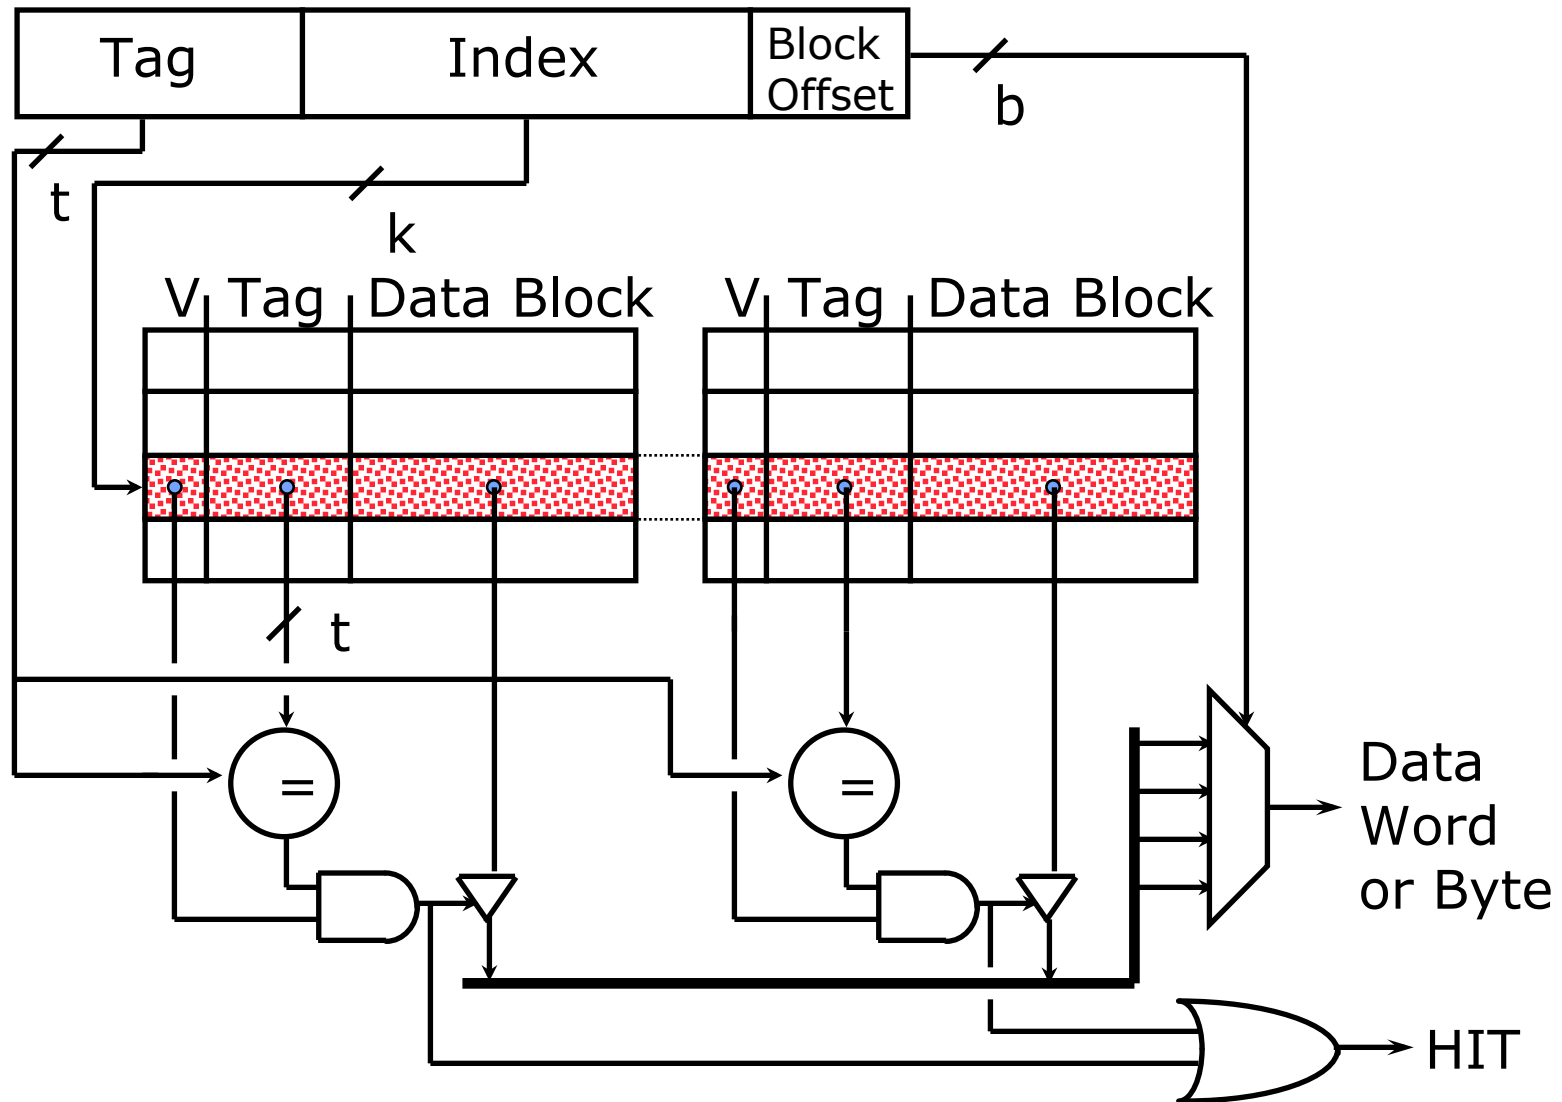 Tag
Index
Block
Offset
b
t
k
V Tag Data Block
V Tag Data Block
t
=
=
Data
Word
or Byte
HIT